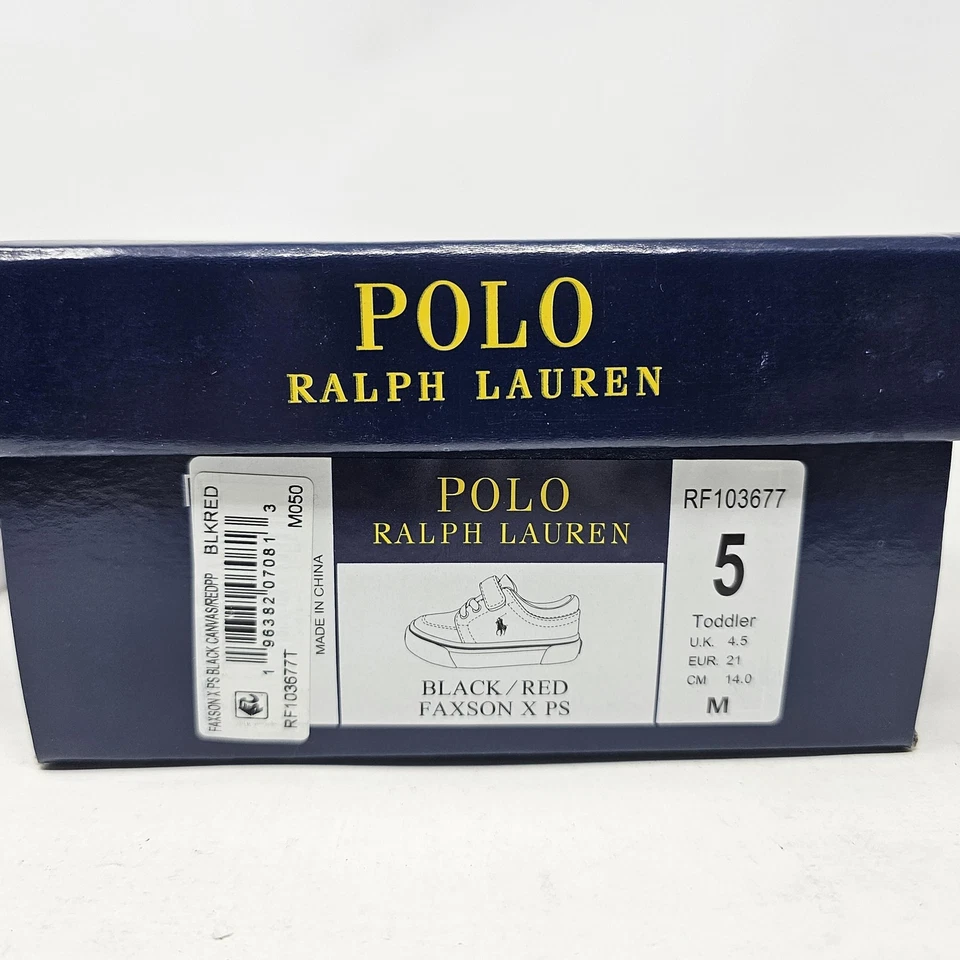 POLO
RALPH LAUREN
FAXSON X PS BLACK CANVAS/REDPP BLKRED
1 96382 07081 3
M050
RF103677T
MADE IN CHINA
POLO
RALPH LAUREN
BLACK/RED
FAXSON X PS
RF103677
5
Toddler
U.K. 4.5
EUR: 21
CM 14.0
M